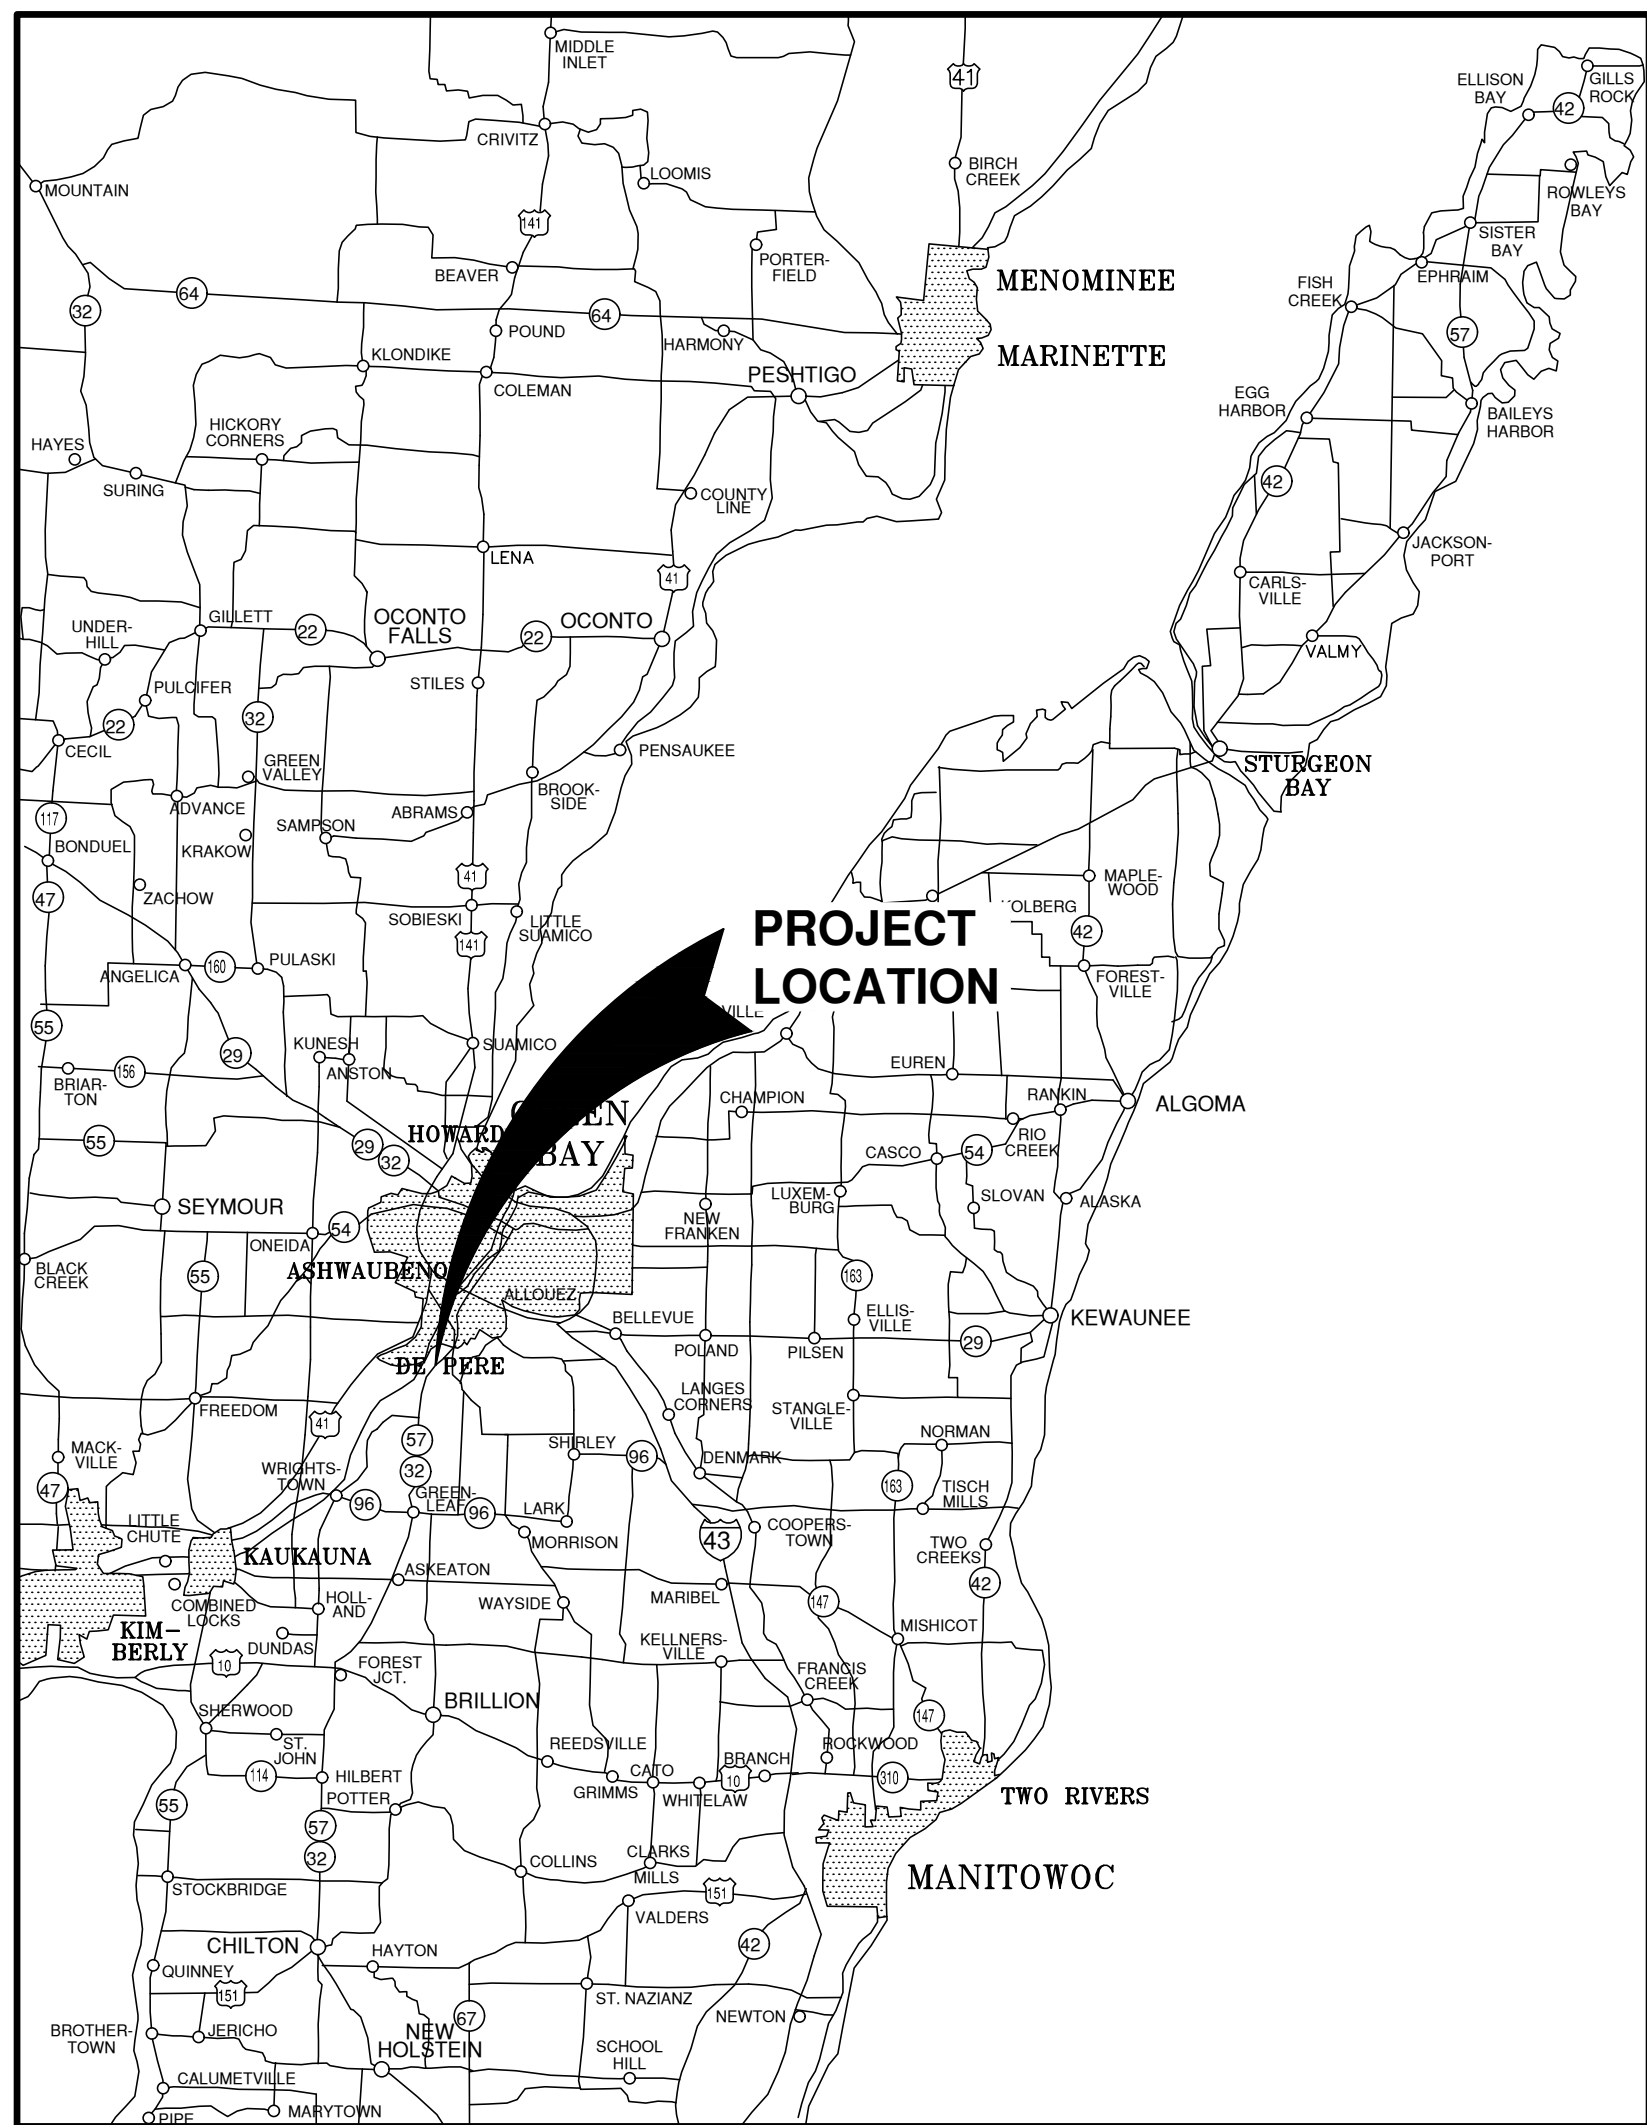 MIDDLE
INLET
41
ELLISON
BAY
GILLS
ROCK
42
CRIVITZ
LOOMIS
BIRCH
CREEK
MOUNTAIN
ROWLEYS
BAY
141
SISTER
BAY
BEAVER
PORTER-
FIELD
MENOMINEE
EPHRAIM
FISH
CREEK
64
32
64
POUND
HARMONY
57
KLONDIKE
MARINETTE
PESHTIGO
COLEMAN
EGG
HARBOR
BAILEYS
HARBOR
HICKORY
CORNERS
HAYES
SURING
42
COUNTY
LINE
LENA
JACKSON-
PORT
41
CARLS-
VILLE
GILLETT
22
OCONTO
FALLS
22
OCONTO
UNDER-
HILL
VALMY
PULCIFER
STILES
22
32
CECIL
PENSAUKEE
GREEN
VALLEY
STURGEON
BAY
BROOK-
SIDE
ADVANCE
ABRAMS
117
SAMPSON
BONDUEL
KRAKOW
41
MAPLE-
WOOD
47
ZACHOW
SOBIESKI
LITTLE
SUAMICO
PROJECT
LOCATION
OLBERG
42
141
ANGELICA
160
PULASKI
FOREST-
VILLE
VILLE
55
29
KUNESH
SUAMICO
ANSTON
EUREN
156
BRIAR-
TON
CHAMPION
RANKIN
ALGOMA
EN
BAY
HOWARD
55
29
32
RIO
CREEK
CASCO
54
SEYMOUR
LUXEM-
BURG
SLOVAN
ALASKA
NEW
FRANKEN
54
ONEIDA
BLACK
CREEK
55
ASHWAUBENO
163
ALLOUEZ
BELLEVUE
ELLIS-
VILLE
KEWAUNEE
29
POLAND
PILSEN
DE PERE
LANGES
CORNERS
FREEDOM
STANGLE-
VILLE
41
57
NORMAN
MACK-
VILLE
SHIRLEY
96
DENMARK
WRIGHTS-
TOWN
32
47
163
TISCH
MILLS
GREEN-
LEAF
96
96
LARK
LITTLE
CHUTE
43
COOPERS-
TOWN
MORRISON
TWO
CREEKS
KAUKAUNA
ASKEATON
42
COMBINED
LOCKS
HOLL-
AND
WAYSIDE
MARIBEL
147
MISHICOT
KIM-
BERLY
DUNDAS
KELLNERS-
VILLE
10
FOREST
JCT.
FRANCIS
CREEK
BRILLION
SHERWOOD
147
ST.
JOHN
REEDSVILLE
ROCKWOOD
BRANCH
114
HILBERT
CATO
10
310
GRIMMS
WHITELAW
TWO RIVERS
55
POTTER
57
32
COLLINS
CLARKS
MILLS
MANITOWOC
STOCKBRIDGE
151
VALDERS
CHILTON
HAYTON
42
QUINNEY
151
ST. NAZIANZ
67
NEWTON
BROTHER-
TOWN
JERICHO
NEW
HOLSTEIN
SCHOOL
HILL
CALUMETVILLE
MARYTOWN
PIPE